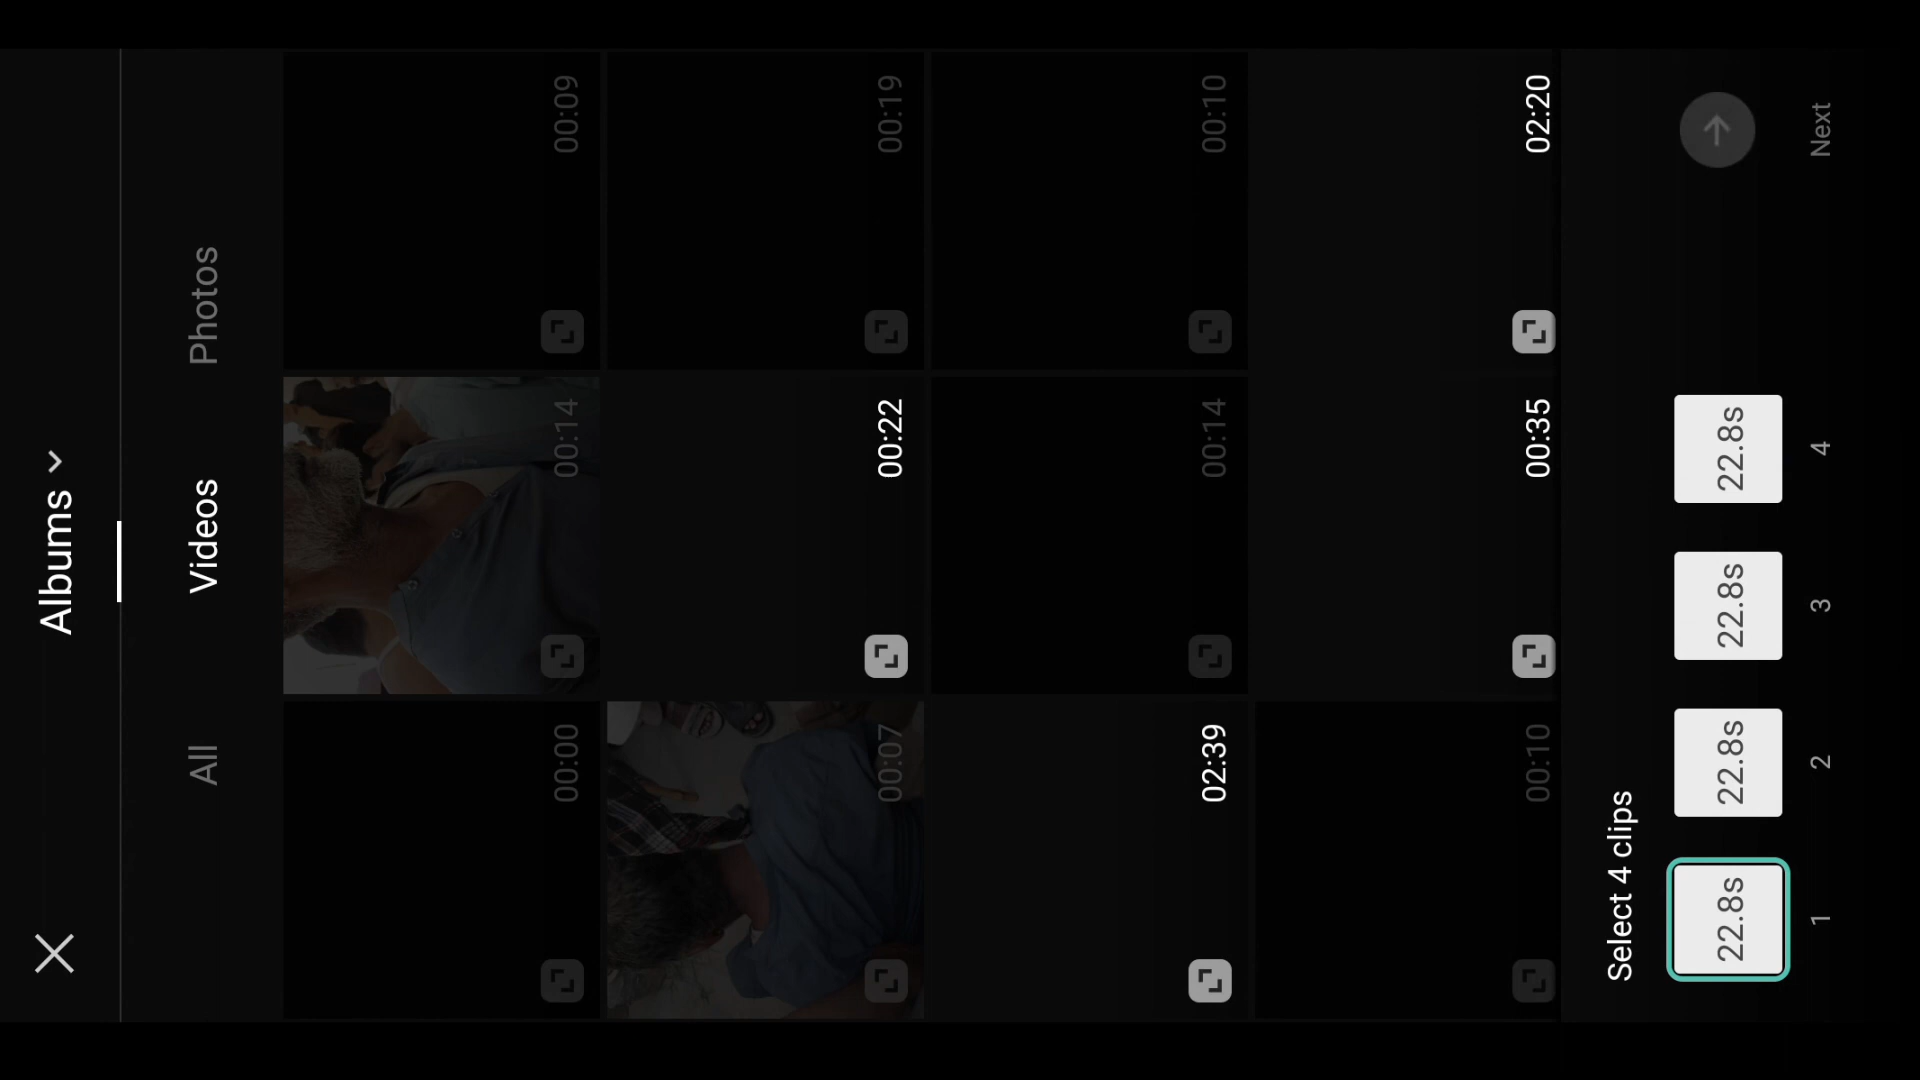 Albums
All Videos Photos
00:00 00:14 00:09
00:07 00:22 00:19
02:39 00:14 00:10
00:10 00:35 02:20
Select 4 clips
22.8s 22.8s 22.8s 22.8s
1 2 3 4 Next